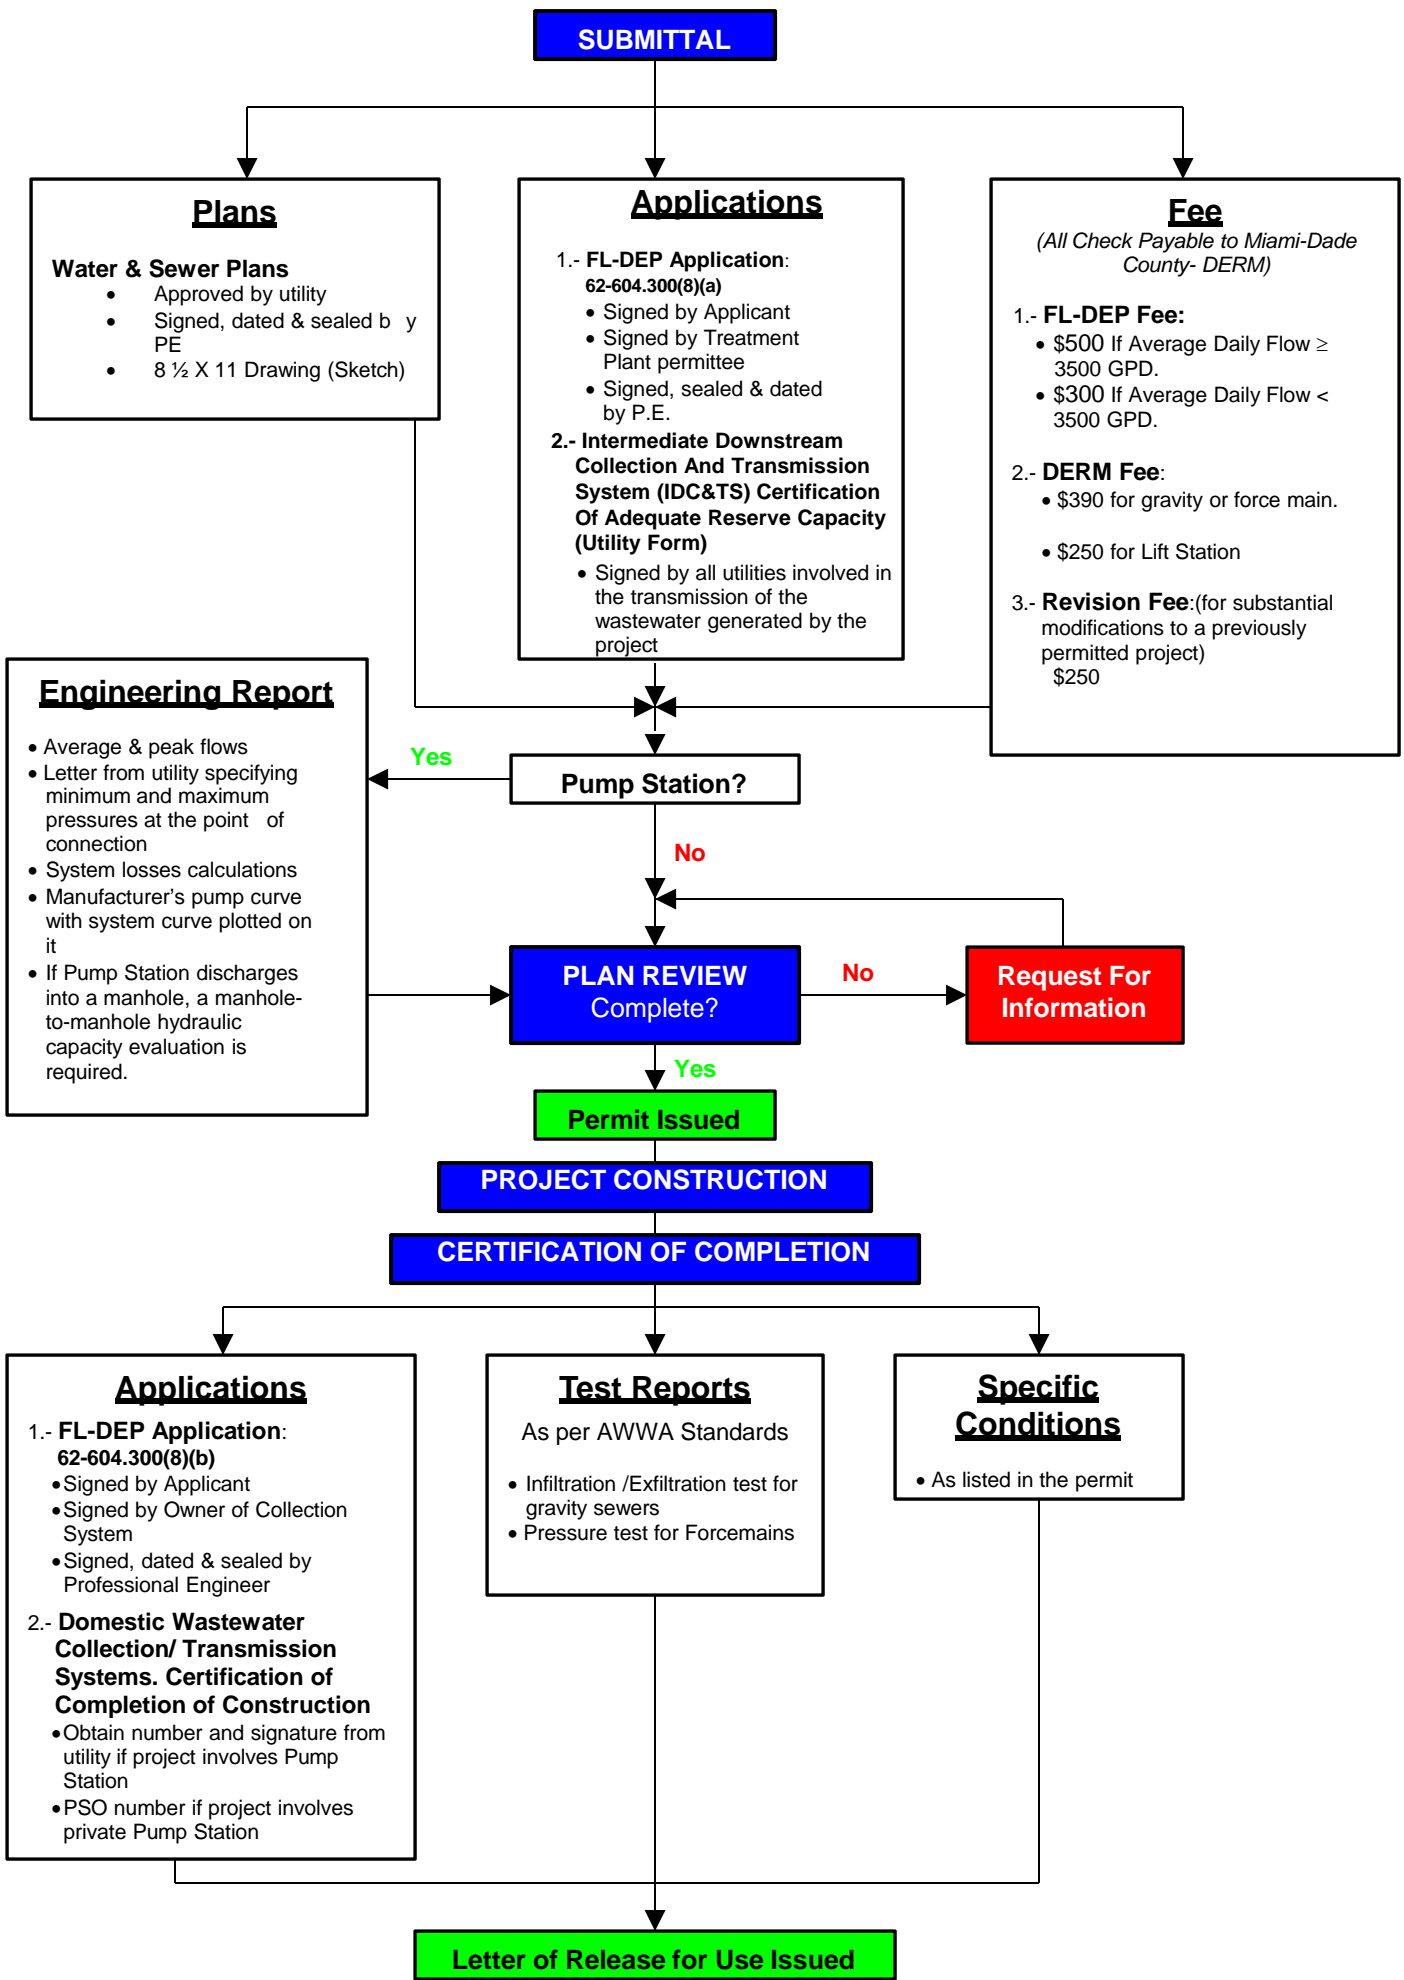 SUBMITTAL
Plans
Water & Sewer Plans
• Approved by utility
• Signed, dated & sealed b y
PE
• 8 ½ X 11 Drawing (Sketch)
Applications
1.- FL-DEP Application:
62-604.300(8)(a)
• Signed by Applicant
• Signed by Treatment
Plant permittee
• Signed, sealed & dated
by P.E.
2.- Intermediate Downstream
Collection And Transmission
System (IDC&TS) Certification
Of Adequate Reserve Capacity
(Utility Form)
• Signed by all utilities involved in
the transmission of the
wastewater generated by the
project
Fee
(All Check Payable to Miami-Dade
County- DERM)
1.- FL-DEP Fee:
• $500 If Average Daily Flow ≥
3500 GPD.
• $300 If Average Daily Flow <
3500 GPD.
2.- DERM Fee:
• $390 for gravity or force main.
• $250 for Lift Station
3.- Revision Fee:(for substantial
modifications to a previously
permitted project)
$250
Engineering Report
• Average & peak flows
• Letter from utility specifying
minimum and maximum
pressures at the point of
connection
• System losses calculations
• Manufacturer's pump curve
with system curve plotted on
it
• If Pump Station discharges
into a manhole, a manhole-
to-manhole hydraulic
capacity evaluation is
required.
Yes
Pump Station?
No
PLAN REVIEW
Complete?
No
Request For
Information
Yes
Permit Issued
PROJECT CONSTRUCTION
CERTIFICATION OF COMPLETION
Applications
1.- FL-DEP Application:
62-604.300(8)(b)
• Signed by Applicant
• Signed by Owner of Collection
System
• Signed, dated & sealed by
Professional Engineer
2.- Domestic Wastewater
Collection/ Transmission
Systems. Certification of
Completion of Construction
• Obtain number and signature from
utility if project involves Pump
Station
• PSO number if project involves
private Pump Station
Test Reports
As per AWWA Standards
• Infiltration /Exfiltration test for
gravity sewers
• Pressure test for Forcemains
Specific
Conditions
• As listed in the permit
Letter of Release for Use Issued